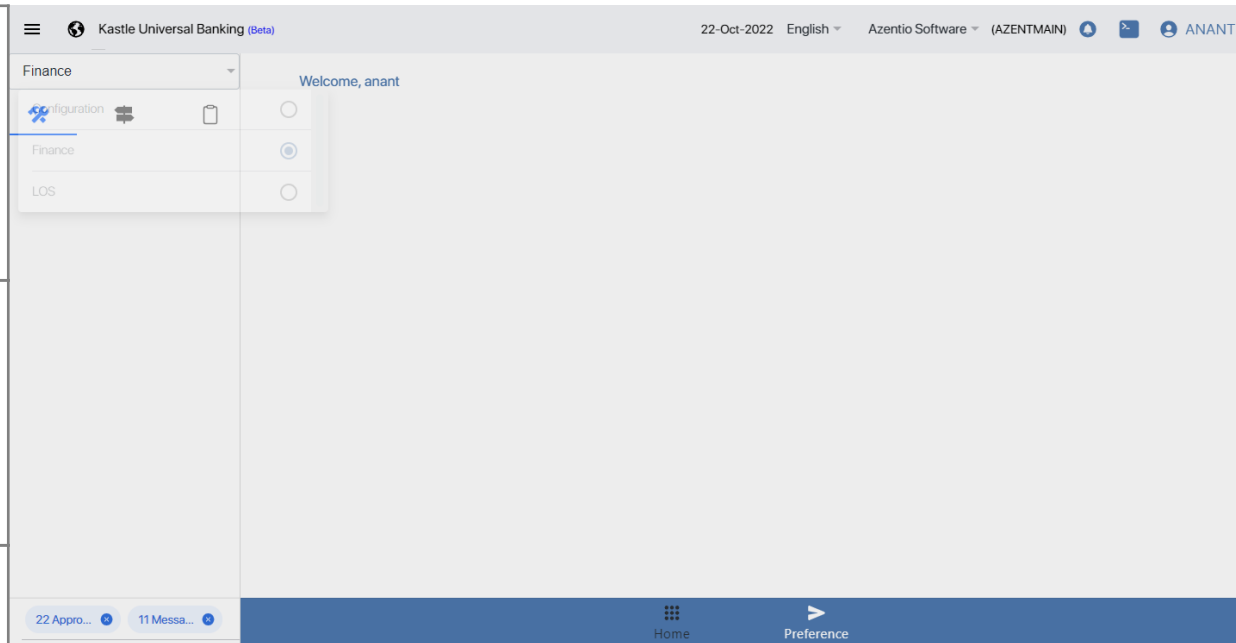 Kastle Universal Banking (Beta)
22-Oct-2022 English Azentio Software (AZENTMAIN) ANANT
Finance
Welcome, anant
Configuration
Finance
LOS
22 Appro... 11 Messa...
Home Preference